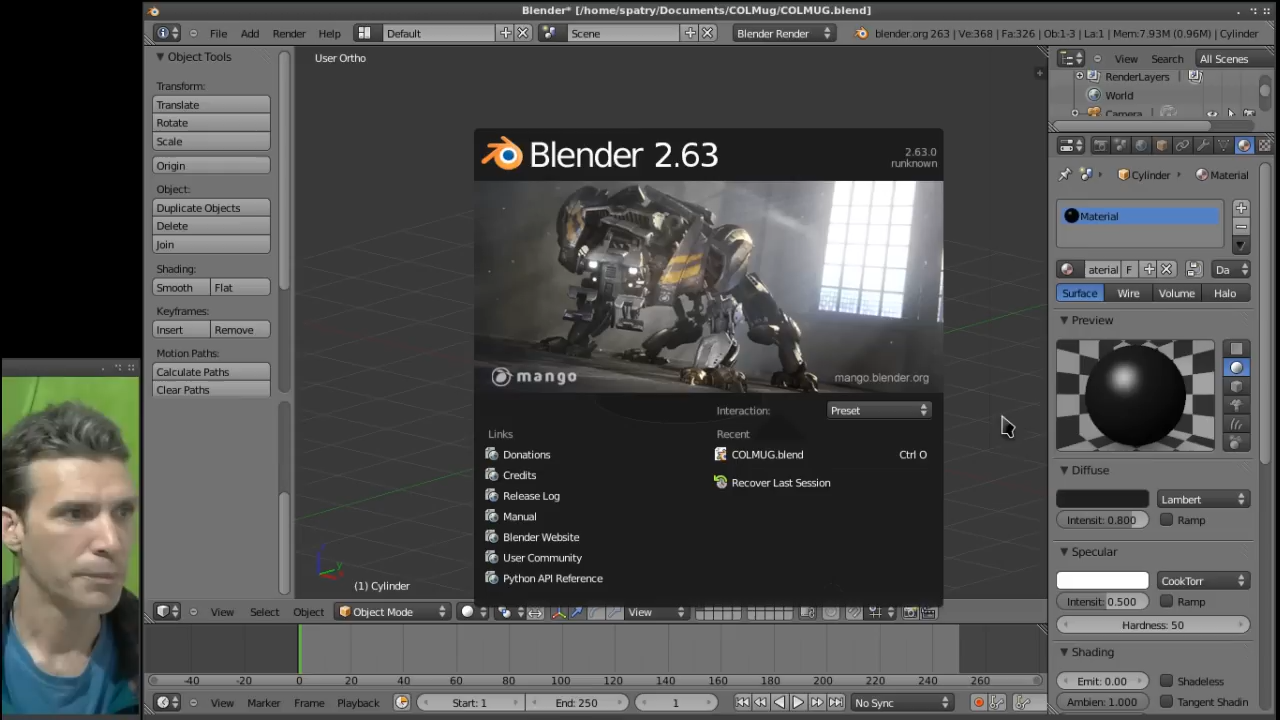 Blender* [/home/spatry/Documents/COLMug/COLMUG.blend]
File Add Render Help Default Scene Blender Render blender.org 263 | Ve:368 | Fa:326 | Ob:1-3 | La:1 | Mem:7.93M (0.96M) | Cylinder
Object Tools
Transform:
Translate
Rotate
Scale
Origin
Object:
Duplicate Objects
Delete
Join
Shading:
Smooth Flat
Keyframes:
Insert Remove
Motion Paths:
Calculate Paths
Clear Paths
User Ortho
Blender 2.63
2.63.0
runknown
mango
mango.blender.org
Interaction: Preset
Links
Donations
Credits
Release Log
Manual
Blender Website
User Community
Python API Reference
Recent
COLMUG.blend Ctrl O
Recover Last Session
z
y
(1) Cylinder
View Select Object Object Mode View
-40 -20 0 20 40 60 80 100 120 140 160 180 200 220 240 260
View Marker Frame Playback Start: 1 End: 250 1 No Sync
View Search All Scenes
RenderLayers
World
Camera
Cylinder Material
Material
aterial F Da
Surface Wire Volume Halo
Preview
Diffuse
Lambert
Intensit: 0.800 Ramp
Specular
CookTorr
Intensit: 0.500 Ramp
Hardness: 50
Shading
Emit: 0.00 Shadeless
Ambien: 1.000 Tangent Shadin